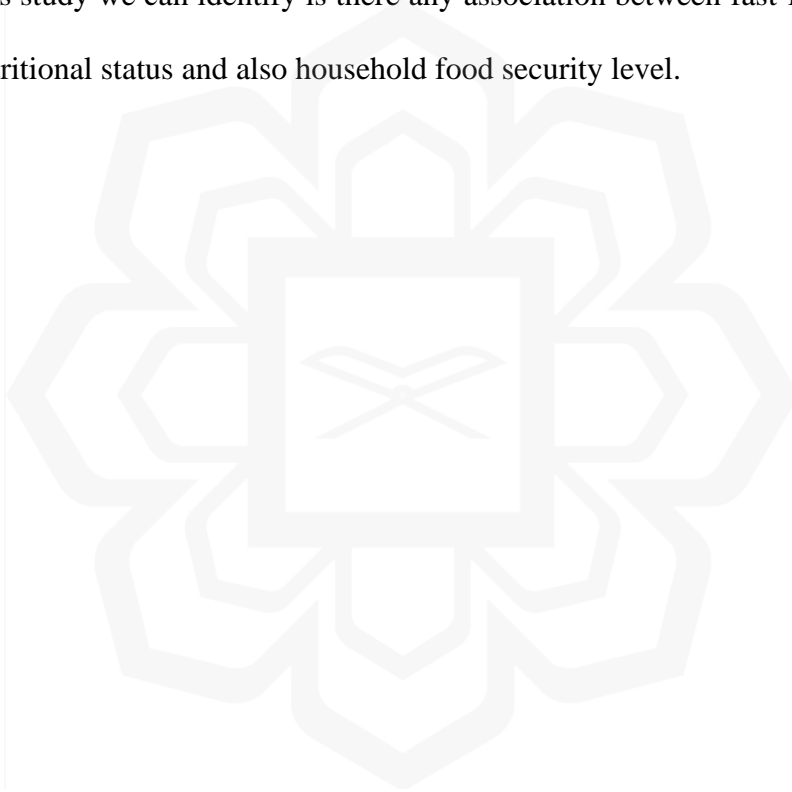 s study we can identify is there any association between fast
ritional status and also household food security level.